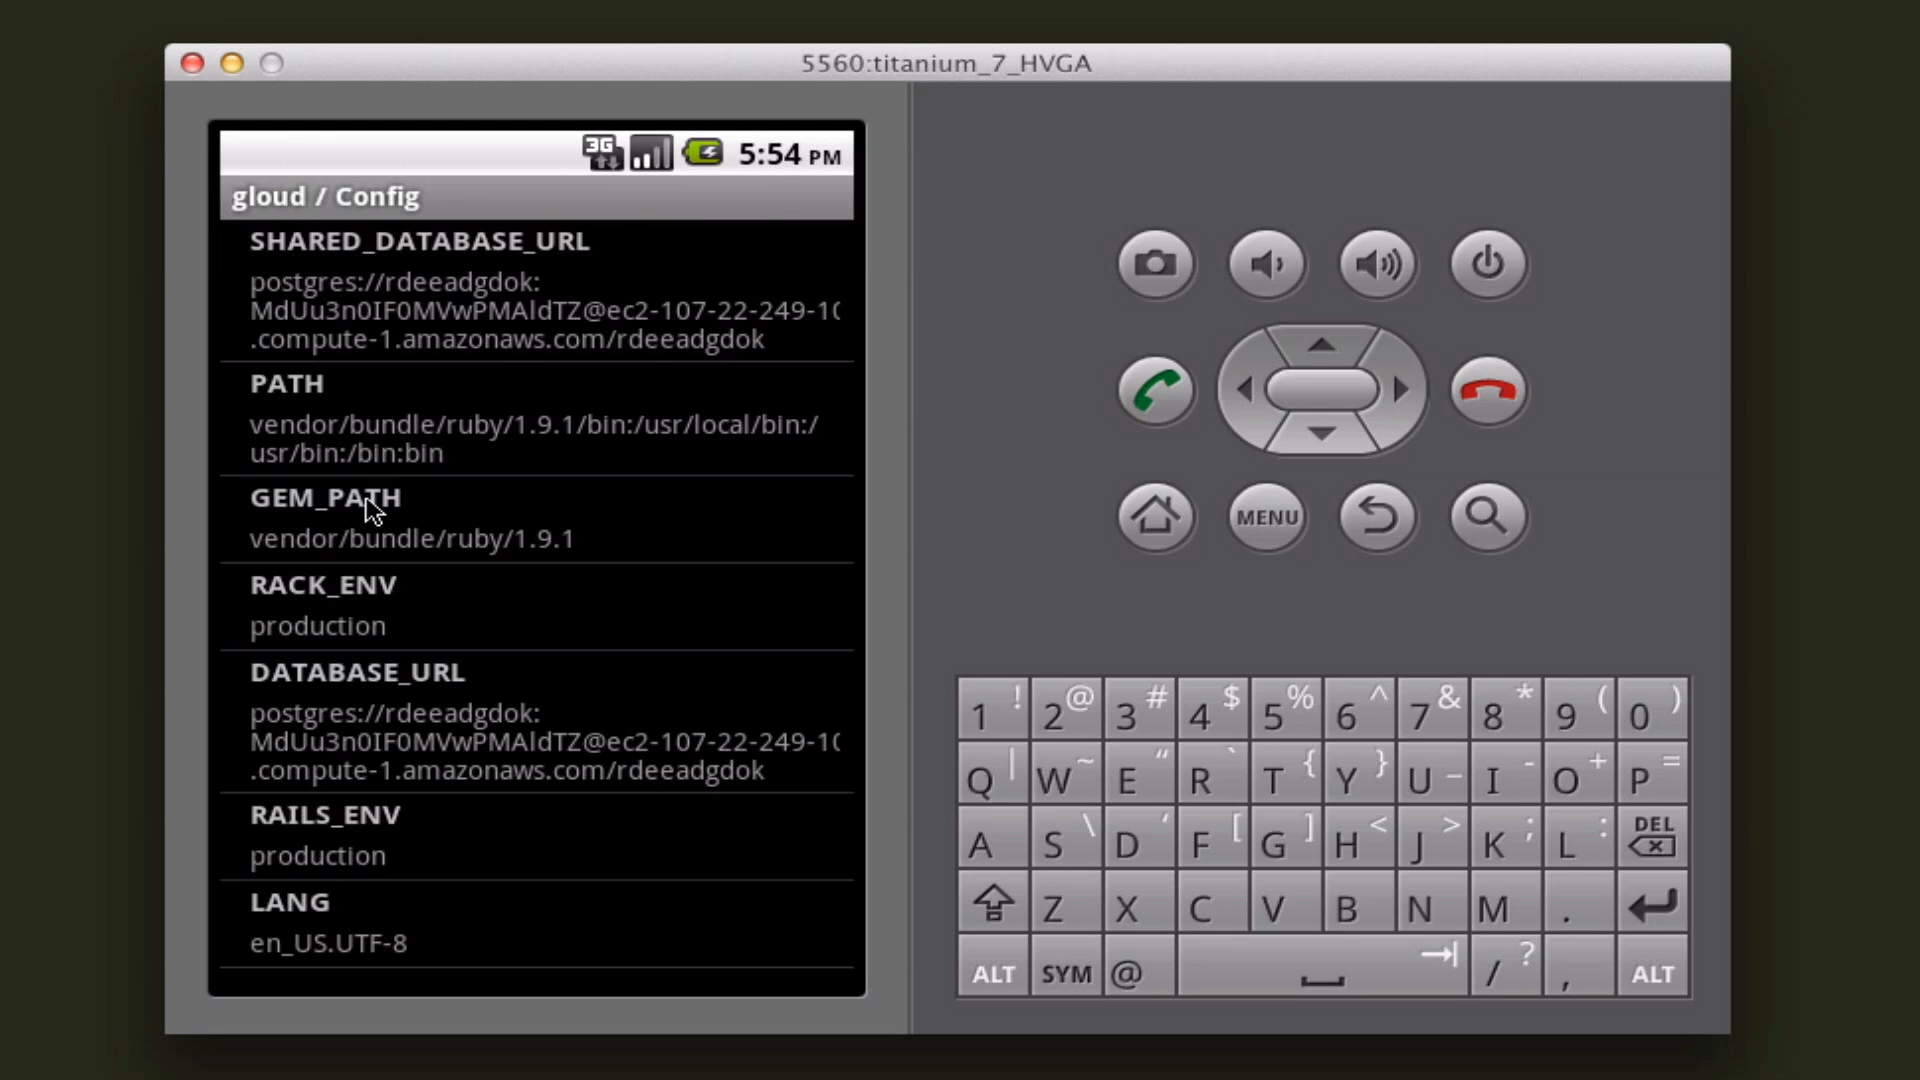 5560:titanium_7_HVGA
3G
5:54 PM
gloud / Config
SHARED_DATABASE_URL
postgres://rdeeadgdok:
MdUu3n0IF0MVwPMAldTZ@ec2-107-22-249-10
.compute-1.amazonaws.com/rdeeadgdok
PATH
vendor/bundle/ruby/1.9.1/bin:/usr/local/bin:/
usr/bin:/bin:bin
GEM_PATH
vendor/bundle/ruby/1.9.1
RACK_ENV
production
DATABASE_URL
postgres://rdeeadgdok:
MdUu3n0IF0MVwPMAldTZ@ec2-107-22-249-10
.compute-1.amazonaws.com/rdeeadgdok
RAILS_ENV
production
LANG
en_US.UTF-8
MENU
1 ! 2 @ 3 # 4 $ 5 % 6 ^ 7 & 8 * 9 ( 0 )
Q | W ~ E “ R ` T { Y } U _ I - O + P =
A S \ D ‘ F [ G ] H < J > K ; L : DEL
Z X C V B N M .
ALT SYM @ / ? , ALT